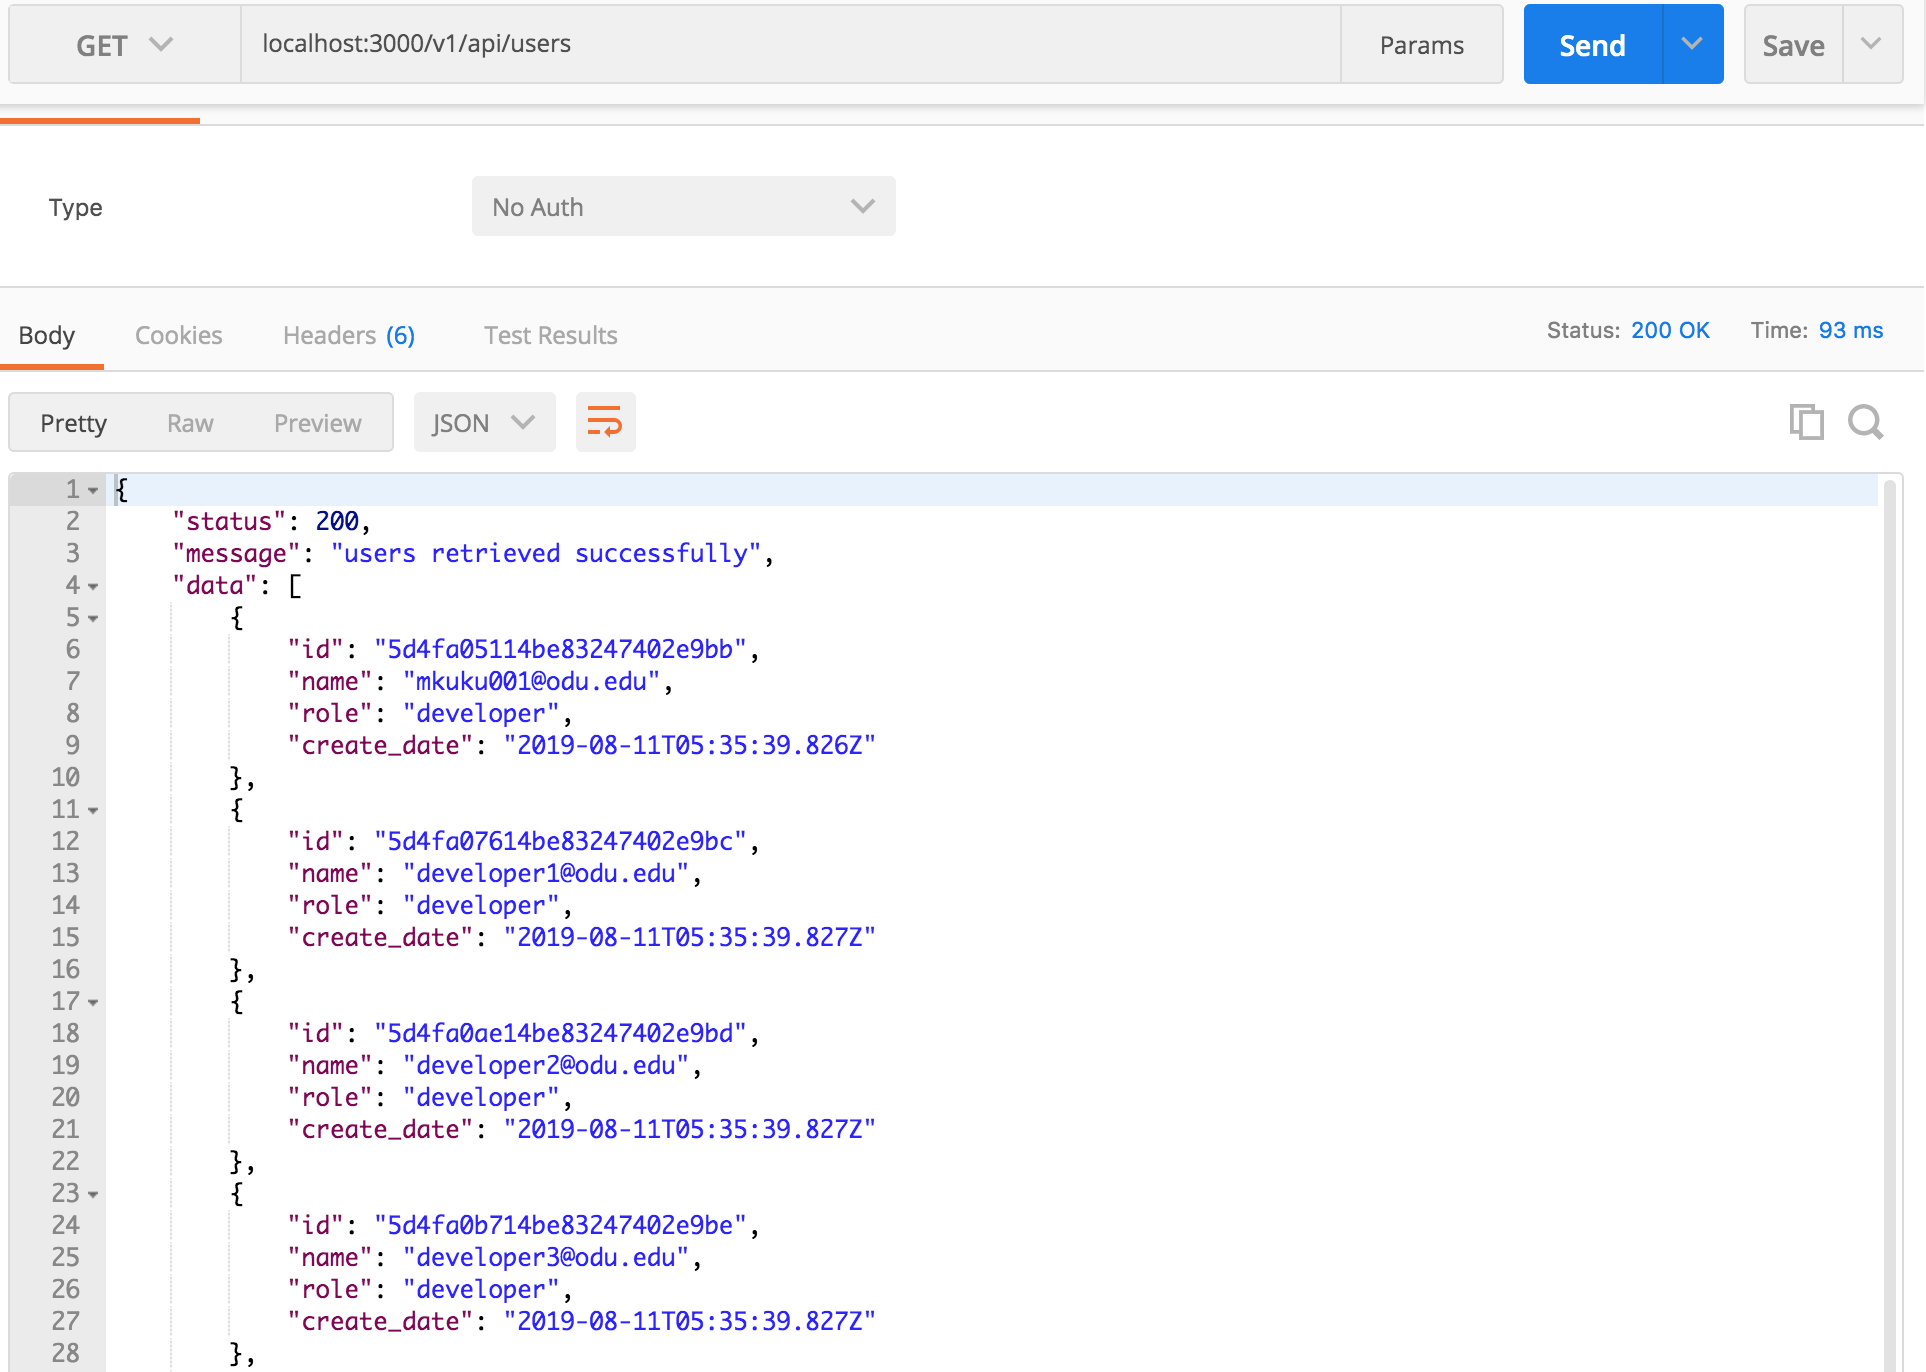 GET localhost:3000/v1/api/users Params Send Save
Type No Auth
Body Cookies Headers (6) Test Results Status: 200 OK Time: 93 ms
Pretty Raw Preview JSON
1 {
2 "status": 200,
3 "message": "users retrieved successfully",
4 "data": [
5 {
6 "id": "5d4fa05114be83247402e9bb",
7 "name": "mkuku001@odu.edu",
8 "role": "developer",
9 "create_date": "2019-08-11T05:35:39.826Z"
10 },
11 {
12 "id": "5d4fa07614be83247402e9bc",
13 "name": "developer1@odu.edu",
14 "role": "developer",
15 "create_date": "2019-08-11T05:35:39.827Z"
16 },
17 {
18 "id": "5d4fa0ae14be83247402e9bd",
19 "name": "developer2@odu.edu",
20 "role": "developer",
21 "create_date": "2019-08-11T05:35:39.827Z"
22 },
23 {
24 "id": "5d4fa0b714be83247402e9be",
25 "name": "developer3@odu.edu",
26 "role": "developer",
27 "create_date": "2019-08-11T05:35:39.827Z"
28 },